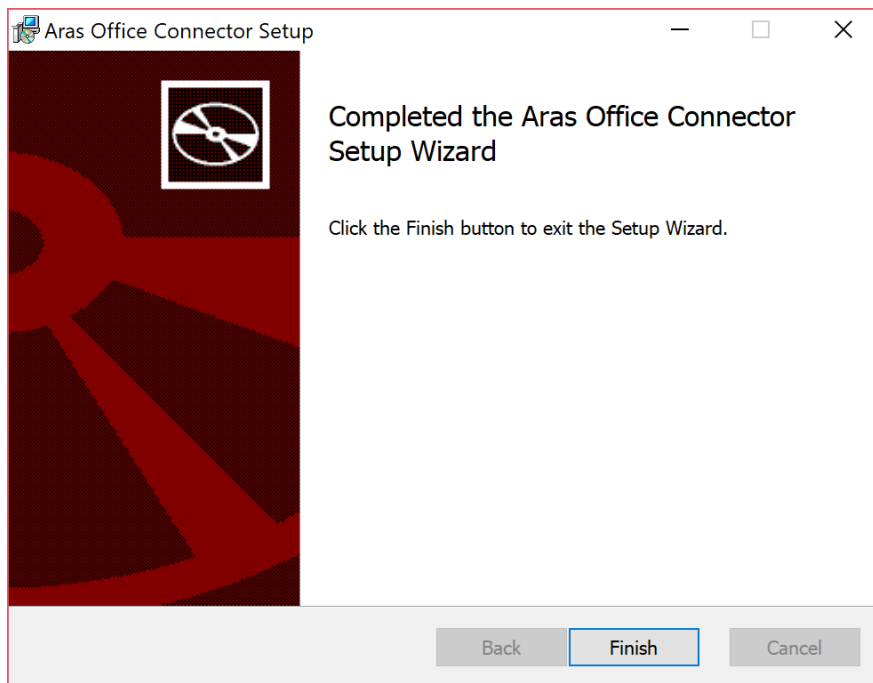 Aras Office Connector Setup
Completed the Aras Office Connector
Setup Wizard
Click the Finish button to exit the Setup Wizard.
Back
Finish
Cancel